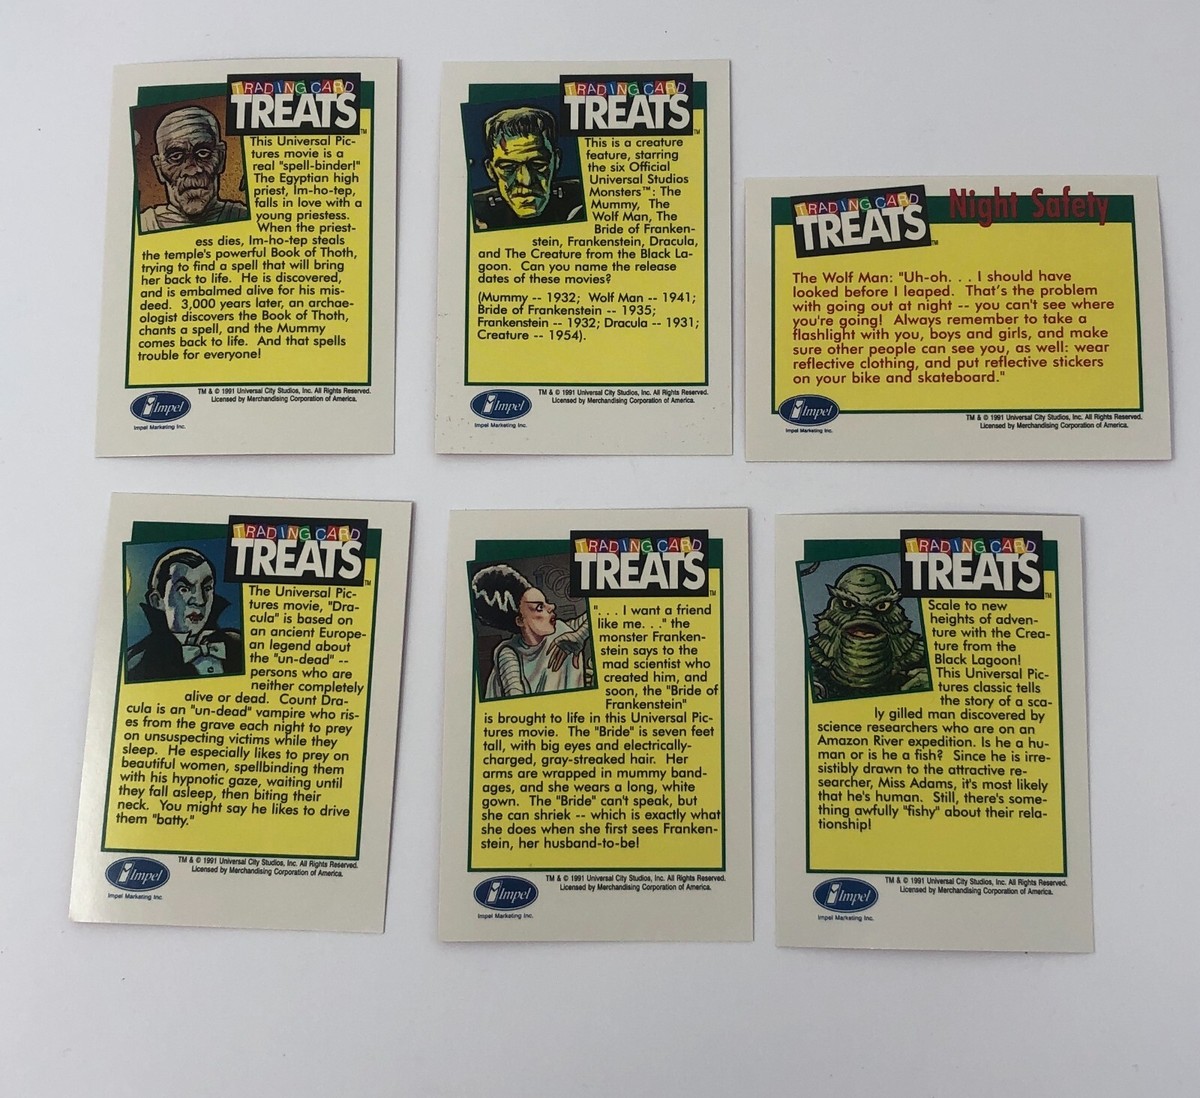 TRADING CARD
TREATS™
This Universal Pic-
tures movie is a
real "spell-binder!"
The Egyptian high
priest, Im-ho-tep,
falls in love with a
young priestess.
When the priest-
ess dies, Im-ho-tep steals
the temple's powerful Book of Thoth,
trying to find a spell that will bring
her back to life. He is discovered,
and is embalmed alive for his mis-
deed. 3,000 years later, an archae-
ologist discovers the Book of Thoth,
chants a spell, and the Mummy
comes back to life. And that spells
trouble for everyone!
TM & © 1991 Universal City Studios, Inc. All Rights Reserved.
Licensed by Merchandising Corporation of America.
Impel
Impel Marketing Inc.
TRADING CARD
TREATS™
This is a creature
feature, starring
the six Official
Universal Studios
Monsters™: The
Mummy, The
Wolf Man, The
Bride of Franken-
stein, Frankenstein, Dracula,
and The Creature from the Black La-
goon. Can you name the release
dates of these movies?
(Mummy -- 1932; Wolf Man -- 1941;
Bride of Frankenstein -- 1935;
Frankenstein -- 1932; Dracula -- 1931;
Creature -- 1954).
TM & © 1991 Universal City Studios, Inc. All Rights Reserved.
Licensed by Merchandising Corporation of America.
Impel
Impel Marketing Inc.
TRADING CARD
TREATS™
Night Safety
The Wolf Man: "Uh-oh. . . I should have
looked before I leaped. That's the problem
with going out at night -- you can't see where
you're going! Always remember to take a
flashlight with you, boys and girls, and make
sure other people can see you, as well: wear
reflective clothing, and put reflective stickers
on your bike and skateboard."
TM & © 1991 Universal City Studios, Inc. All Rights Reserved.
Licensed by Merchandising Corporation of America.
Impel
Impel Marketing Inc.
TRADING CARD
TREATS™
The Universal Pic-
tures movie, "Dra-
cula" is based on
an ancient Europe-
an legend about
the "un-dead" --
persons who are
neither completely
alive or dead. Count Dra-
cula is an "un-dead" vampire who ris-
es from the grave each night to prey
on unsuspecting victims while they
sleep. He especially likes to prey on
beautiful women, spellbinding them
with his hypnotic gaze, waiting until
they fall asleep, then biting their
neck. You might say he likes to drive
them "batty."
TM & © 1991 Universal City Studios, Inc. All Rights Reserved.
Licensed by Merchandising Corporation of America.
Impel
Impel Marketing Inc.
TRADING CARD
TREATS™
". . . I want a friend
like me. . ." the
monster Franken-
stein says to the
mad scientist who
created him, and
soon, the "Bride of
Frankenstein"
is brought to life in this Universal Pic-
tures movie. The "Bride" is seven feet
tall, with big eyes and electrically-
charged, gray-streaked hair. Her
arms are wrapped in mummy band-
ages, and she wears a long, white
gown. The "Bride" can't speak, but
she can shriek -- which is exactly what
she does when she first sees Franken-
stein, her husband-to-be!
TM & © 1991 Universal City Studios, Inc. All Rights Reserved.
Licensed by Merchandising Corporation of America.
Impel
Impel Marketing Inc.
TRADING CARD
TREATS™
Scale to new
heights of adven-
ture with the Crea-
ture from the
Black Lagoon!
This Universal Pic-
tures classic tells
the story of a sca-
ly gilled man discovered by
science researchers who are on an
Amazon River expedition. Is he a hu-
man or is he a fish? Since he is irre-
sistibly drawn to the attractive re-
searcher, Miss Adams, it's most likely
that he's human. Still, there's some-
thing awfully "fishy" about their rela-
tionship!
TM & © 1991 Universal City Studios, Inc. All Rights Reserved.
Licensed by Merchandising Corporation of America.
Impel
Impel Marketing Inc.